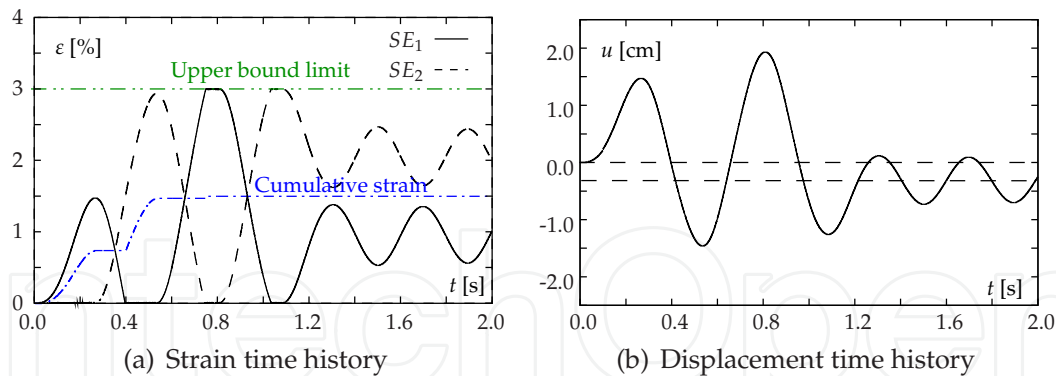 4
3
2
1
0
ε [%]
SE1
SE2
Upper bound limit
Cumulative strain
t [s]
0.0 0.4 0.8 1.2 1.6 2.0
(a) Strain time history
u [cm]
2.0
1.0
0.0
-1.0
-2.0
t [s]
0.0 0.4 0.8 1.2 1.6 2.0
(b) Displacement time history